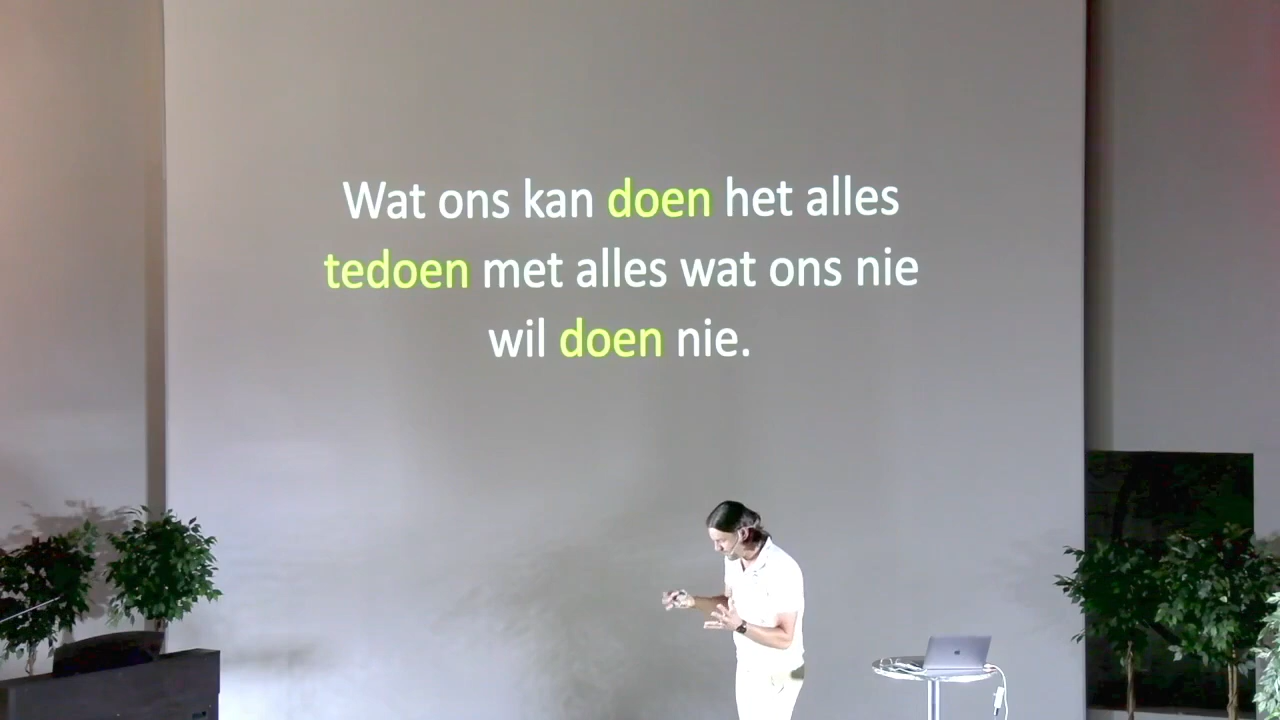 Wat ons kan doen het alles
tedoen met alles wat ons nie
wil doen nie.